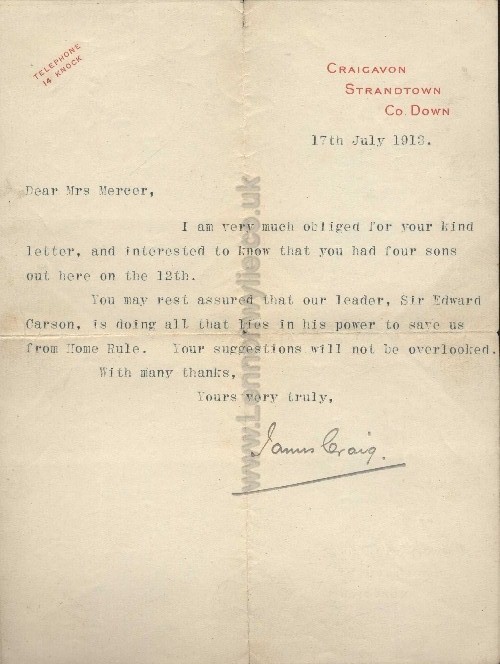 TELEPHONE
14 KNOCK
CRAIGAVON
STRANDTOWN
CO. DOWN
17th July 1913.
Dear Mrs Mercer,
I am very much obliged for your kind
letter, and interested to know that you had four sons
out here on the 12th.
You may rest assured that our leader, Sir Edward
Carson, is doing all that lies in his power to save us
from Home Rule. Your suggestions will not be overlooked.
With many thanks,
Yours very truly,
James Craig.
www.Lennonwylie.co.uk